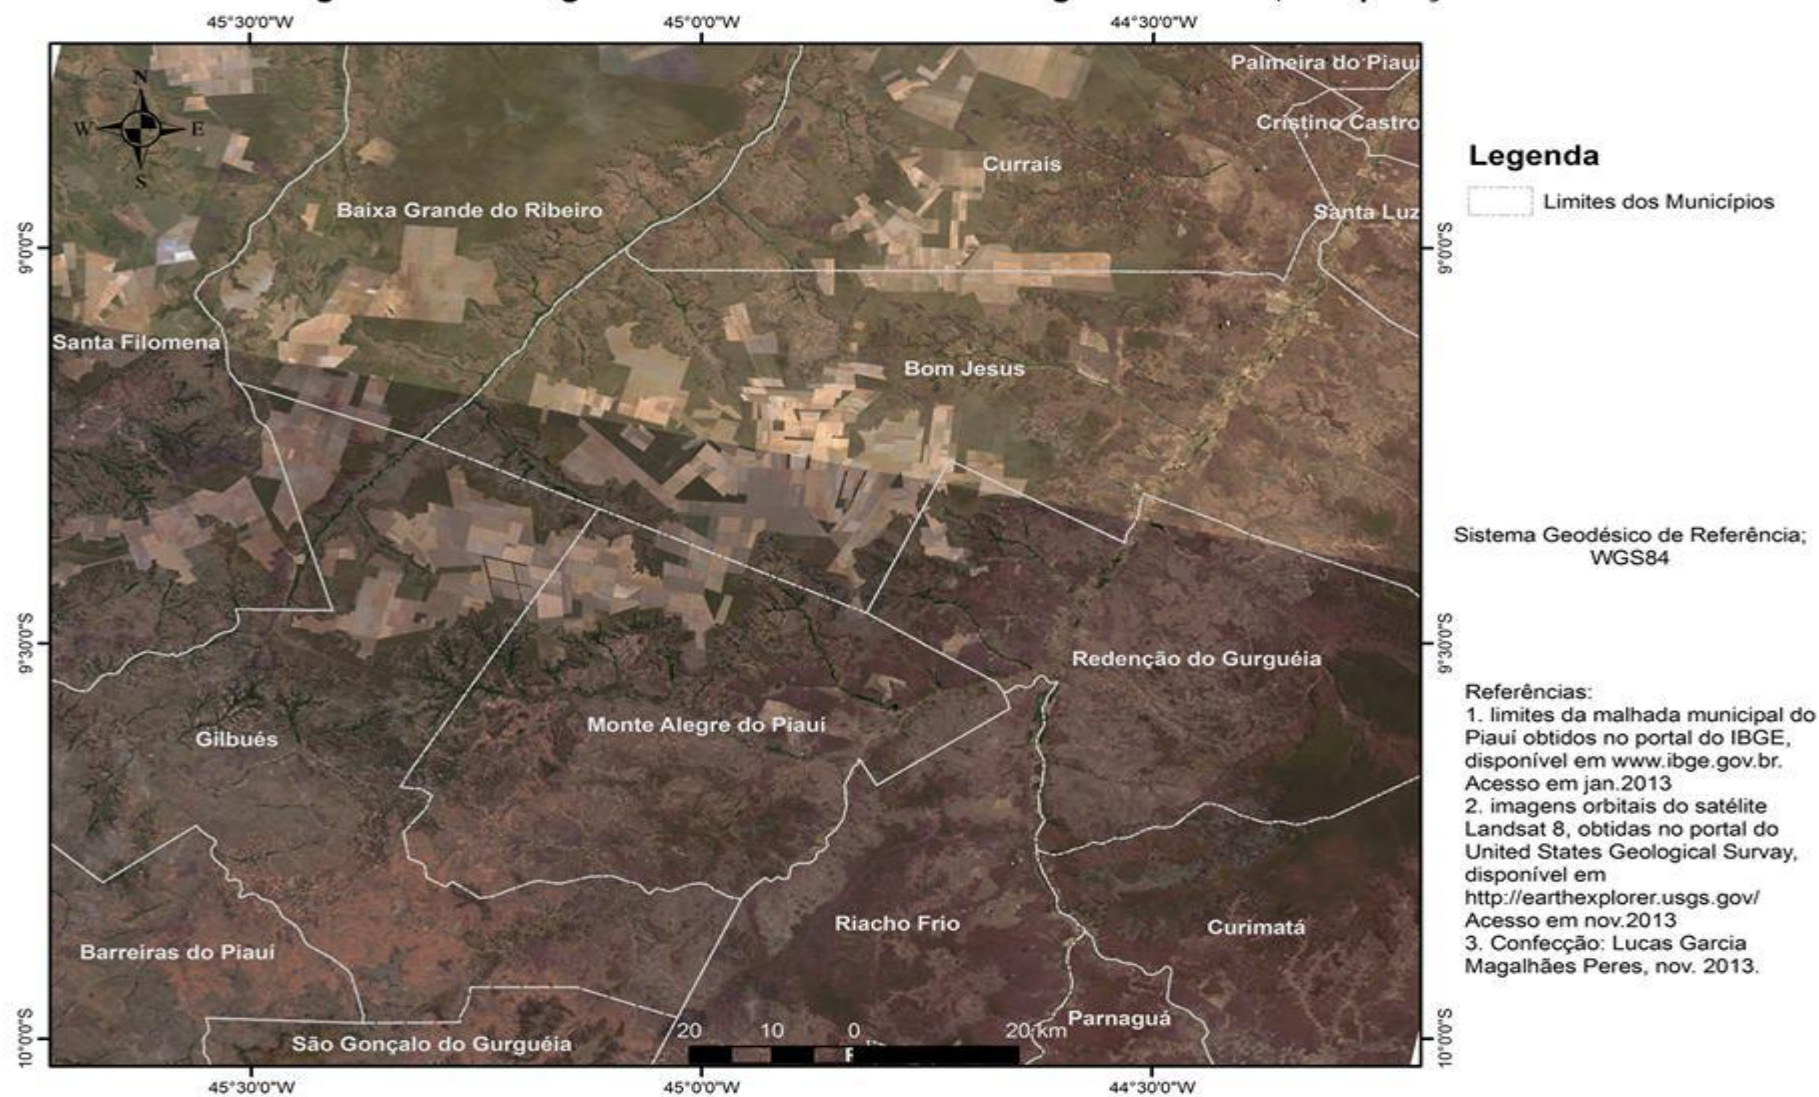 45°30'0"W 45°0'0"W 44°30'0"W
N
W E
S
Palmeira do Piauí
Cristino Castro
Currais
Baixa Grande do Ribeiro
Santa Luz
9°0'0"S 9°0'0"S
Santa Filomena
Bom Jesus
9°30'0"S 9°30'0"S
Redenção do Gurguéia
Monte Alegre do Piauí
Gilbués
Riacho Frio
Curimatá
Barreiras do Piauí
Parnaguá
São Gonçalo do Gurguéia
20 10 0 20 km
10°0'0"S 10°0'0"S
45°30'0"W 45°0'0"W 44°30'0"W
Legenda
Limites dos Municípios
Sistema Geodésico de Referência;
WGS84
Referências:
1. limites da malhada municipal do
Piauí obtidos no portal do IBGE,
disponível em www.ibge.gov.br.
Acesso em jan.2013
2. imagens orbitais do satélite
Landsat 8, obtidas no portal do
United States Geological Survay,
disponível em
http://earthexplorer.usgs.gov/
Acesso em nov.2013
3. Confecção: Lucas Garcia
Magalhães Peres, nov. 2013.